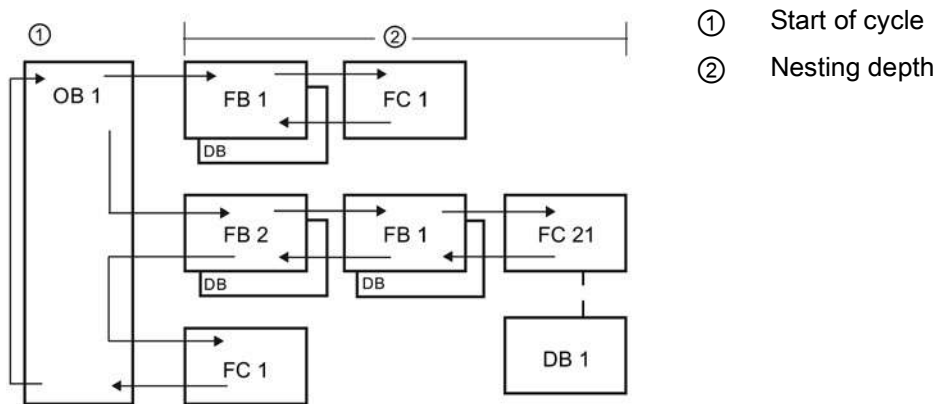 ① Start of cycle
② Nesting depth
①
②
OB 1
FB 1
FC 1
DB
FB 2
FB 1
FC 21
DB
DB
FC 1
DB 1